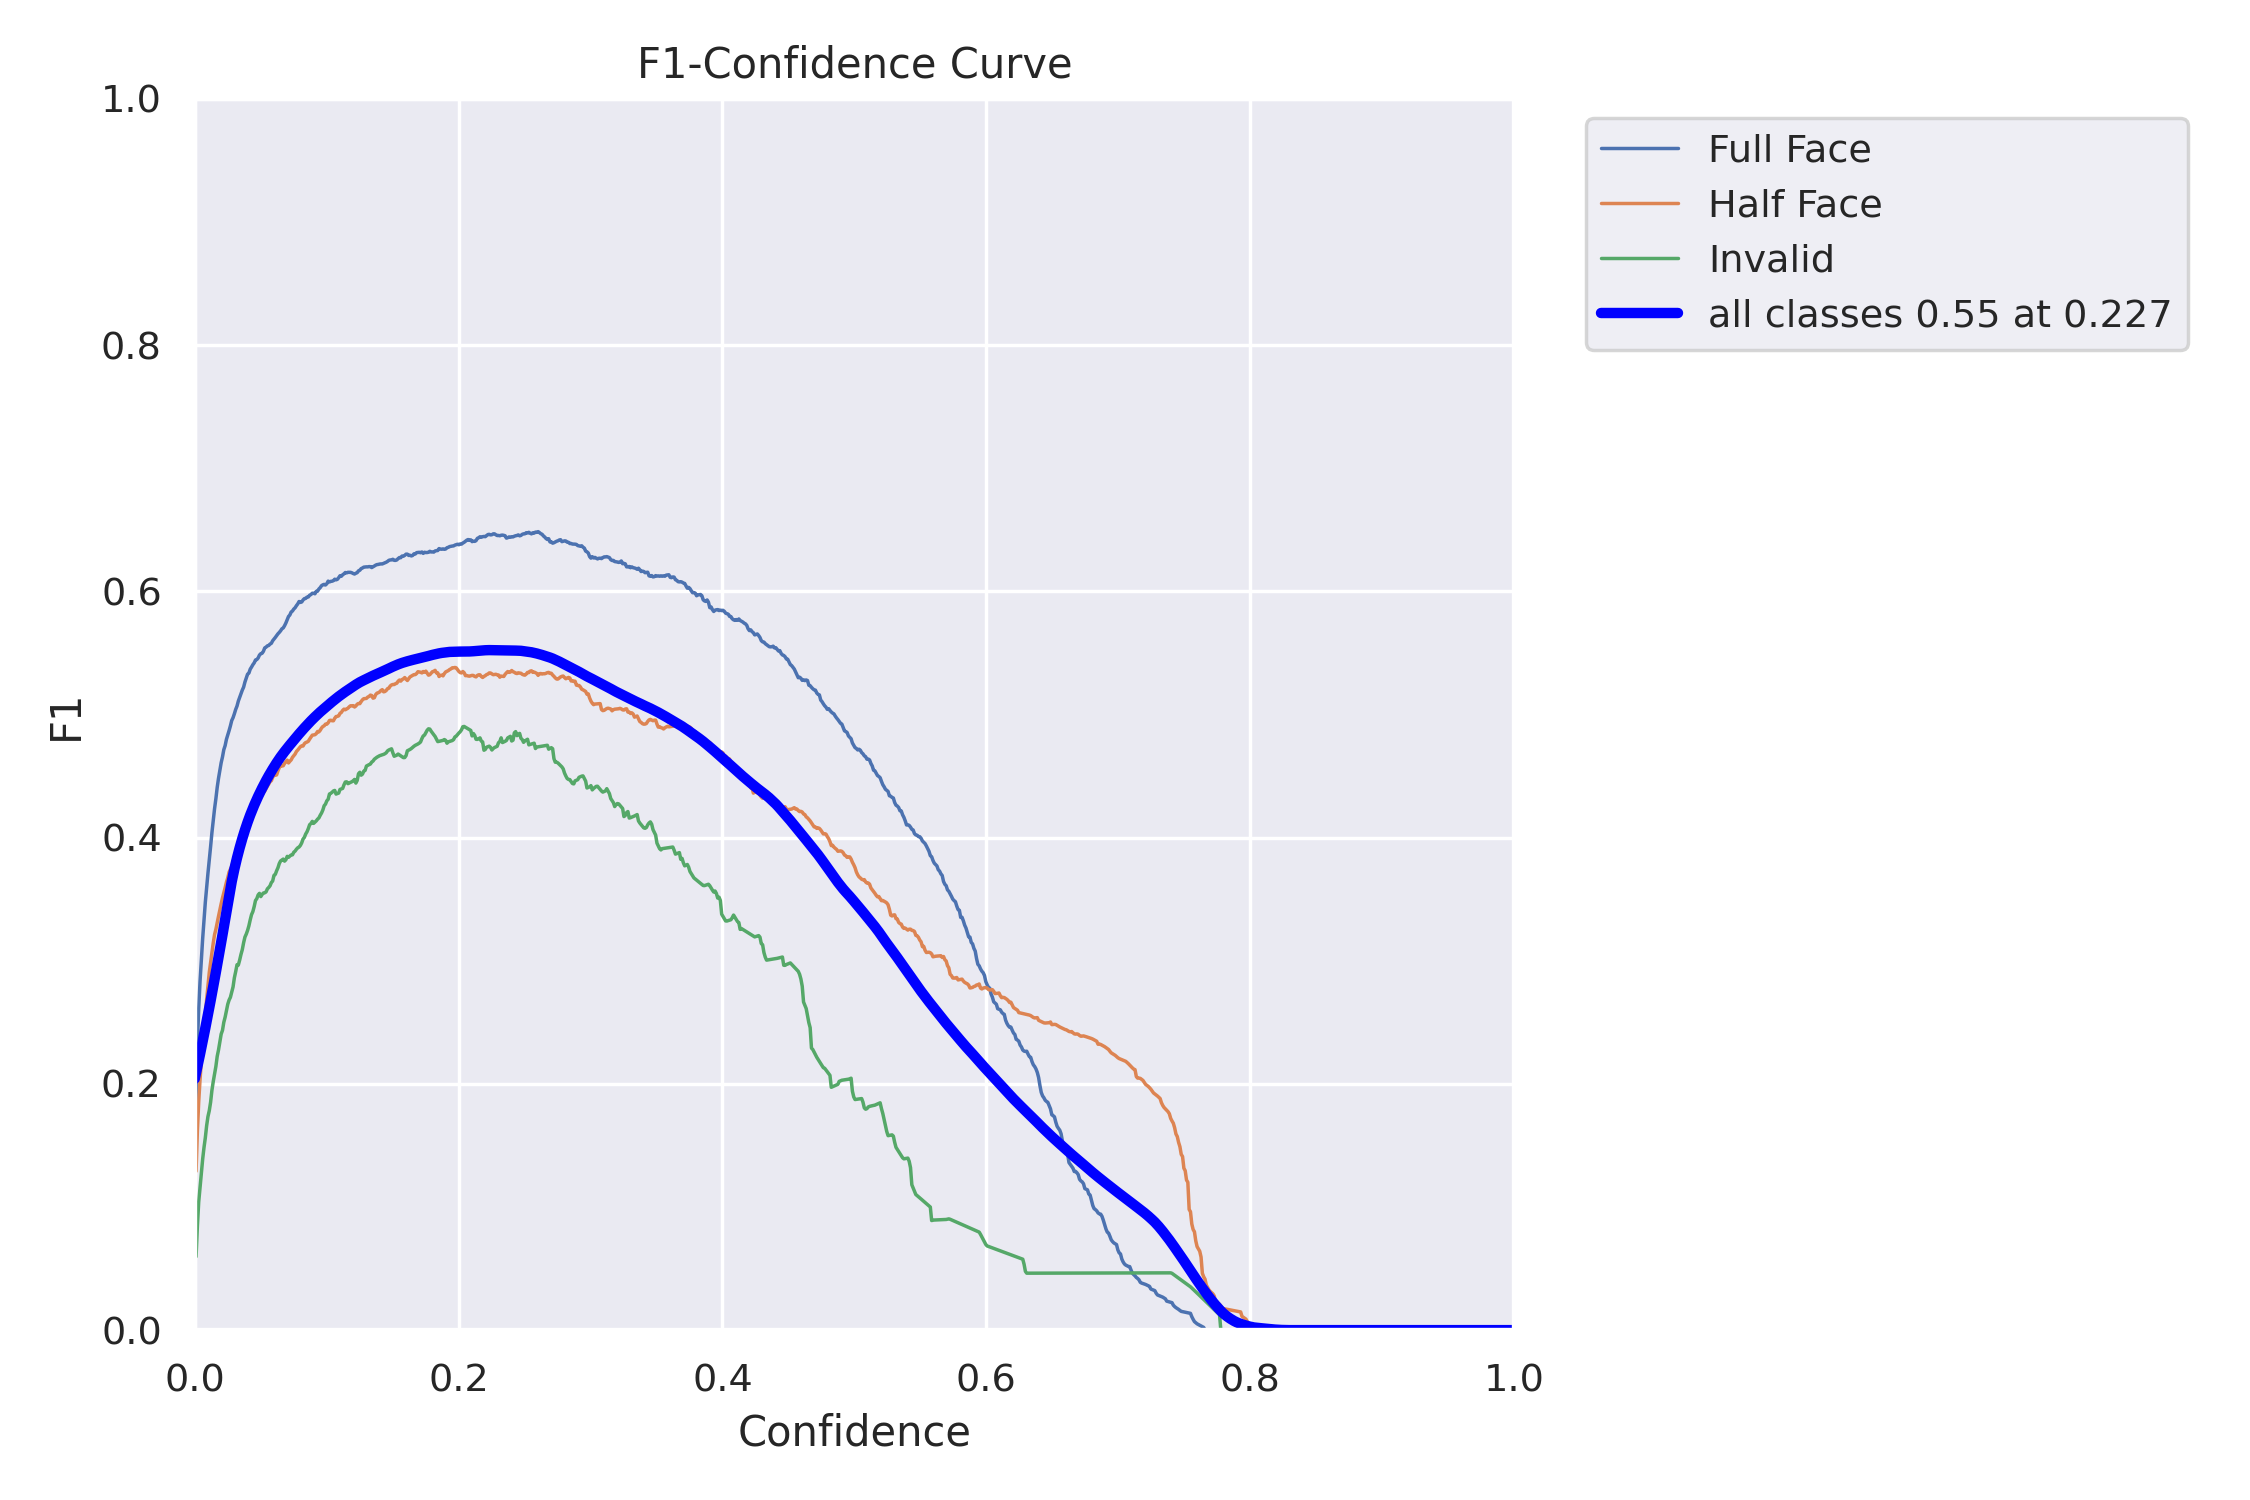 F1-Confidence Curve
1.0
0.8
0.6
0.4
0.2
0.0
F1
0.0 0.2 0.4 0.6 0.8 1.0
Confidence
Full Face
Half Face
Invalid
all classes 0.55 at 0.227